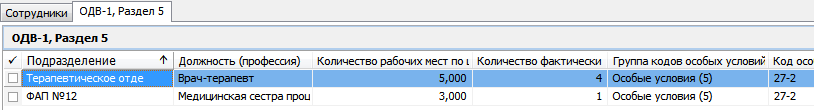 Сотрудники ОДВ-1, Раздел 5
ОДВ-1, Раздел 5
✓ Подразделение ↑ Должность (профессия) Количество рабочих мест по ш Количество фактически Группа кодов особых условий Код особ
Терапевтическое отде Врач-терапевт 5,000 4 Особые условия (5) 27-2
ФАП №12 Медицинская сестра проц 3,000 1 Особые условия (5) 27-2